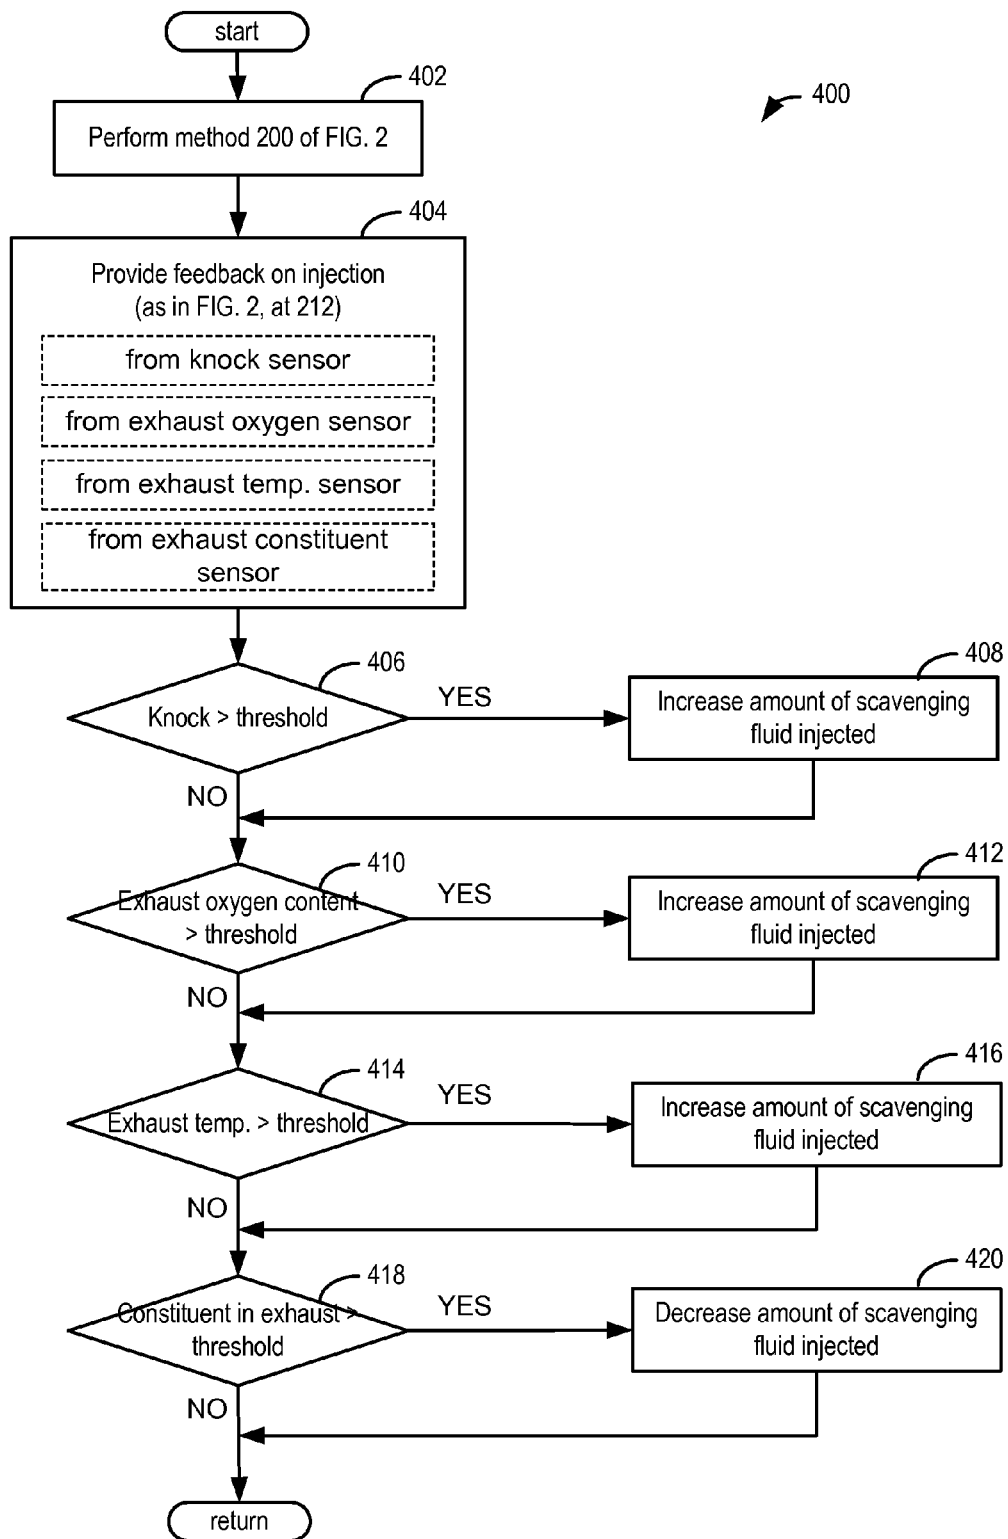 start
402
400
Perform method 200 of FIG. 2
404
Provide feedback on injection
(as in FIG. 2, at 212)
from knock sensor
from exhaust oxygen sensor
from exhaust temp. sensor
from exhaust constituent
sensor
406
408
Knock > threshold
YES
Increase amount of scavenging
fluid injected
NO
410
412
Exhaust oxygen content
> threshold
YES
Increase amount of scavenging
fluid injected
NO
414
416
Exhaust temp. > threshold
YES
Increase amount of scavenging
fluid injected
NO
418
420
Constituent in exhaust >
threshold
YES
Decrease amount of scavenging
fluid injected
NO
return